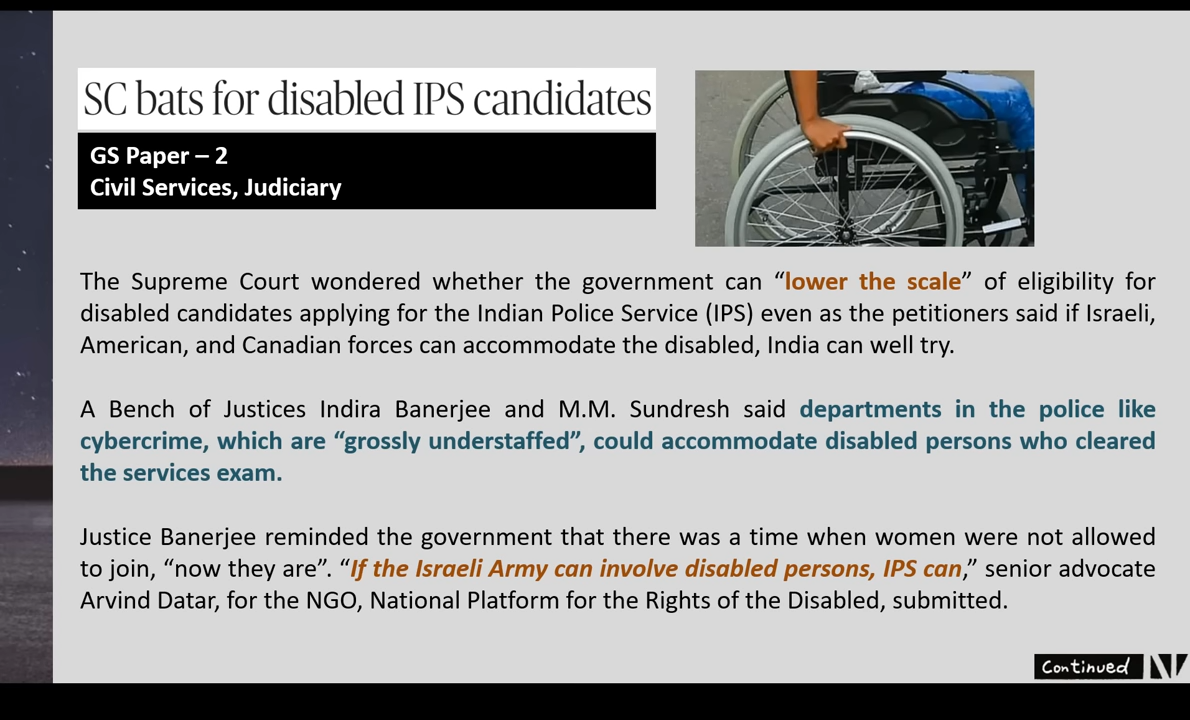 SC bats for disabled IPS candidates
GS Paper – 2
Civil Services, Judiciary
The Supreme Court wondered whether the government can “lower the scale” of eligibility for
disabled candidates applying for the Indian Police Service (IPS) even as the petitioners said if Israeli,
American, and Canadian forces can accommodate the disabled, India can well try.
A Bench of Justices Indira Banerjee and M.M. Sundresh said departments in the police like
cybercrime, which are “grossly understaffed”, could accommodate disabled persons who cleared
the services exam.
Justice Banerjee reminded the government that there was a time when women were not allowed
to join, “now they are”. “If the Israeli Army can involve disabled persons, IPS can,” senior advocate
Arvind Datar, for the NGO, National Platform for the Rights of the Disabled, submitted.
Continued